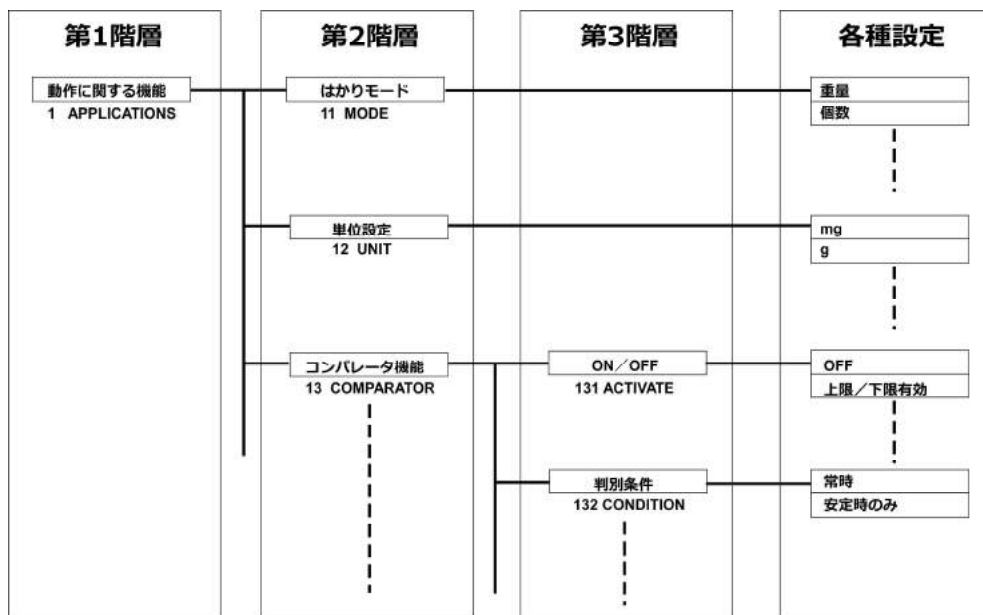 第1階層
第2階層
第3階層
各種設定
動作に関する機能
1 APPLICATIONS
はかりモード
11 MODE
重量
個数
単位設定
12 UNIT
mg
g
コンパレータ機能
13 COMPARATOR
ON／OFF
131 ACTIVATE
OFF
上限／下限有効
判別条件
132 CONDITION
常時
安定時のみ